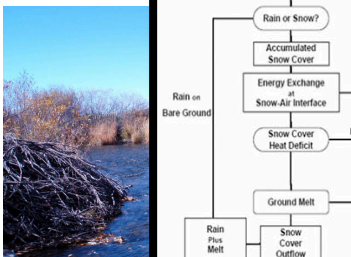 Rain or Snow?
Accumulated
Snow Cover
Energy Exchange
at
Snow-Air Interface
Rain on
Bare Ground
Snow Cover
Heat Deficit
Ground Melt
Rain
Plus
Melt
Snow
Cover
Outflow